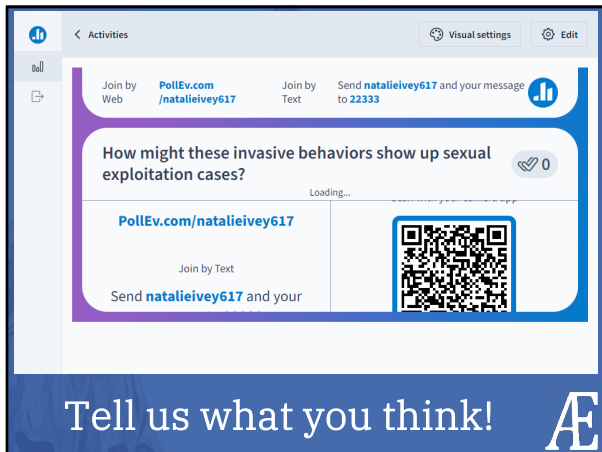 Activities
Visual settings
Edit
Join by Web
PollEv.com/natalieivey617
Join by Text
Send natalieivey617 and your message to 22333
How might these invasive behaviors show up sexual
exploitation cases?
0
Loading...
PollEv.com/natalieivey617
Join by Text
Send natalieivey617 and your
Tell us what you think!
Æ